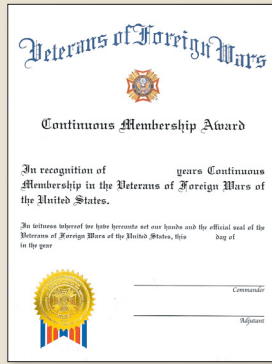 Veterans of Foreign Wars
Continuous Membership Award
In recognition of years Continuous
Membership in the Veterans of Foreign Wars of
the United States.
In witness whereof we have hereunto set our hands and the official seal of the
Veterans of Foreign Wars of the United States, this day of
in the year
Commander
Adjutant